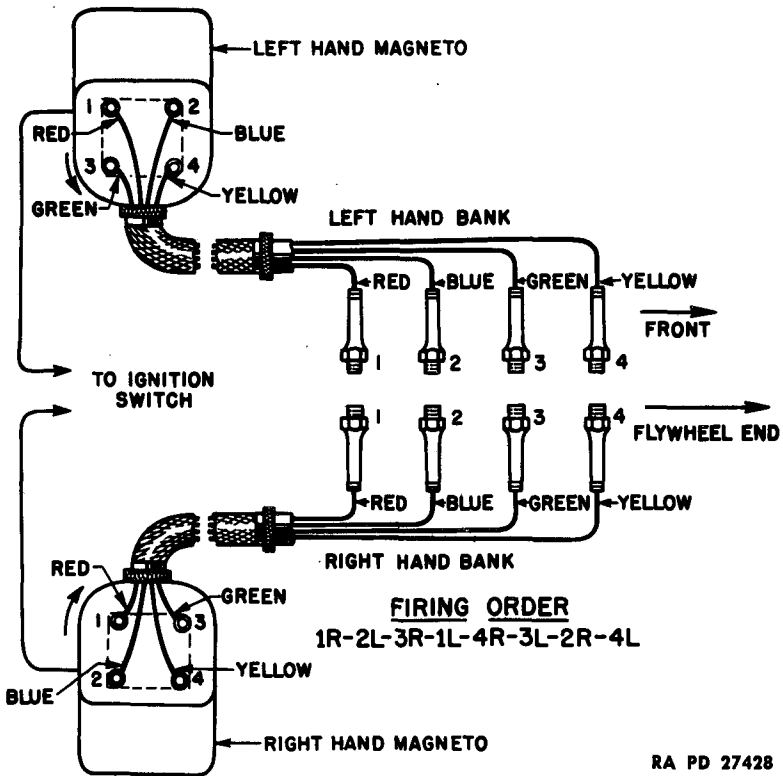 LEFT HAND MAGNETO
1
2
RED
BLUE
3
4
GREEN
YELLOW
LEFT HAND BANK
RED
BLUE
GREEN
YELLOW
FRONT
1
2
3
4
TO IGNITION
SWITCH
1
2
3
4
FLYWHEEL END
RED
BLUE
GREEN
YELLOW
RIGHT HAND BANK
RED
GREEN
1
3
FIRING ORDER
1R-2L-3R-1L-4R-3L-2R-4L
2
4
YELLOW
BLUE
RIGHT HAND MAGNETO
RA PD 27428